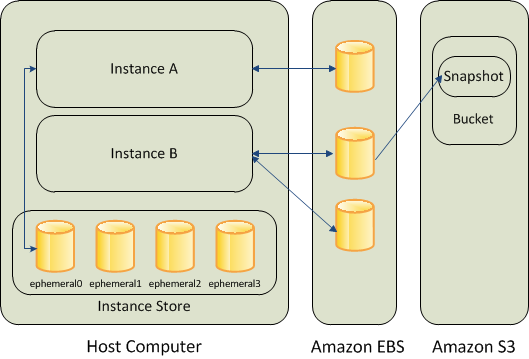 Instance A
Instance B
ephemeral0 ephemeral1 ephemeral2 ephemeral3
Instance Store
Snapshot
Bucket
Host Computer
Amazon EBS
Amazon S3